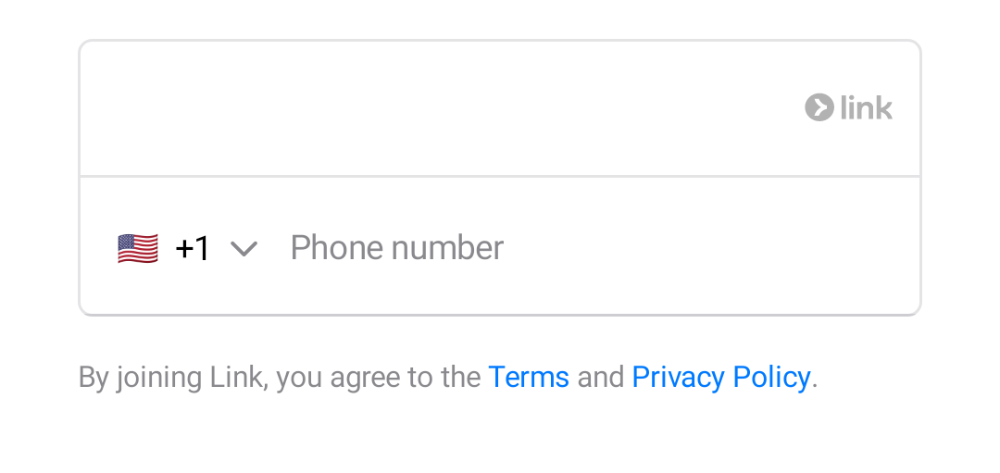 link
+1 Phone number
By joining Link, you agree to the Terms and Privacy Policy.